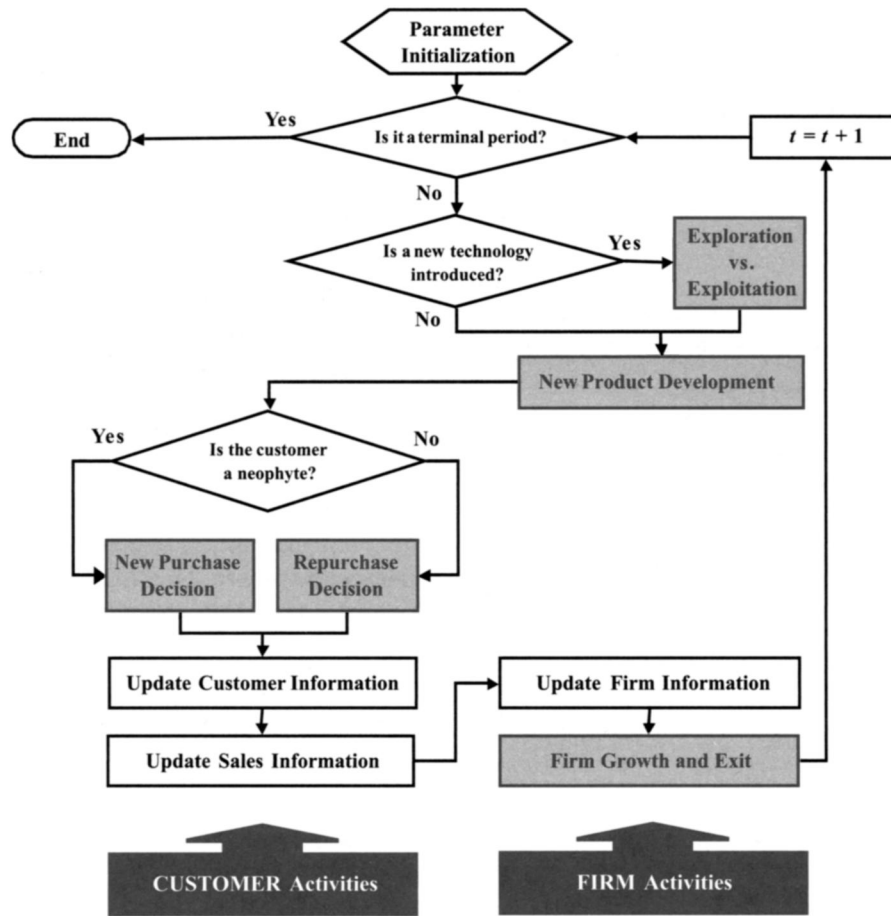 Parameter
Initialization
Yes
End
Is it a terminal period?
t = t + 1
No
Is a new technology
introduced?
Yes
Exploration
vs.
Exploitation
No
New Product Development
Yes
Is the customer
a neophyte?
No
New Purchase
Decision
Repurchase
Decision
Update Customer Information
Update Firm Information
Update Sales Information
Firm Growth and Exit
CUSTOMER Activities
FIRM Activities